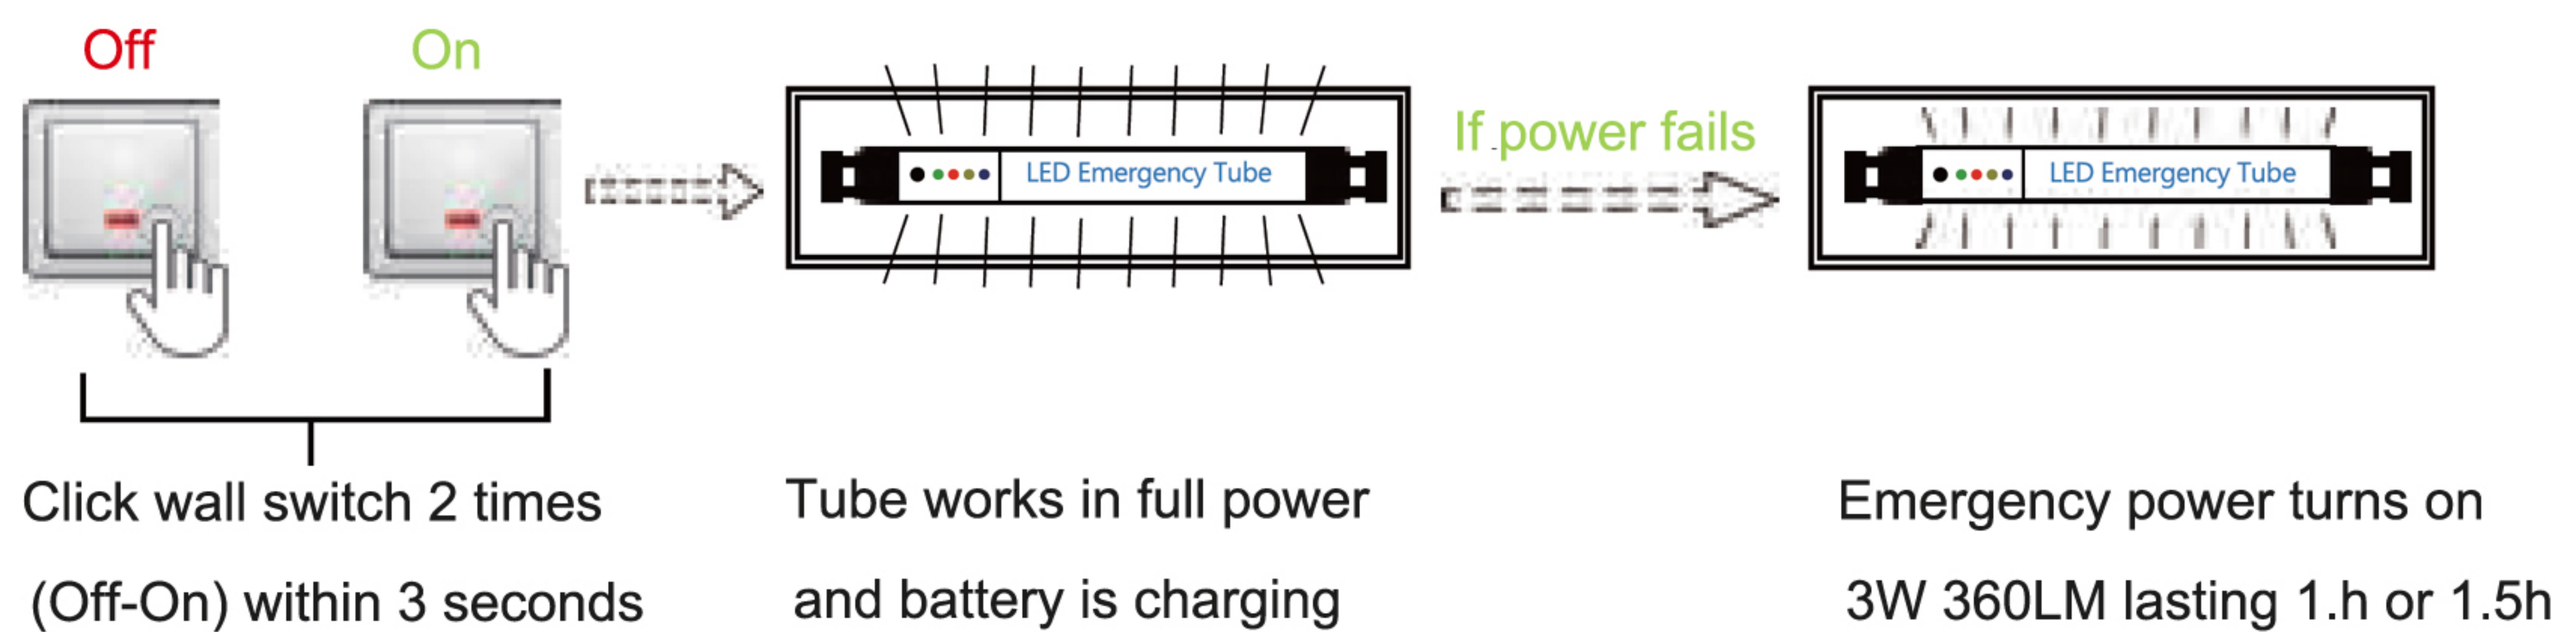 Off
On
Click wall switch 2 times
(Off-On) within 3 seconds
LED Emergency Tube
Tube works in full power
and battery is charging
If power fails
LED Emergency Tube
Emergency power turns on
3W 360LM lasting 1.h or 1.5h